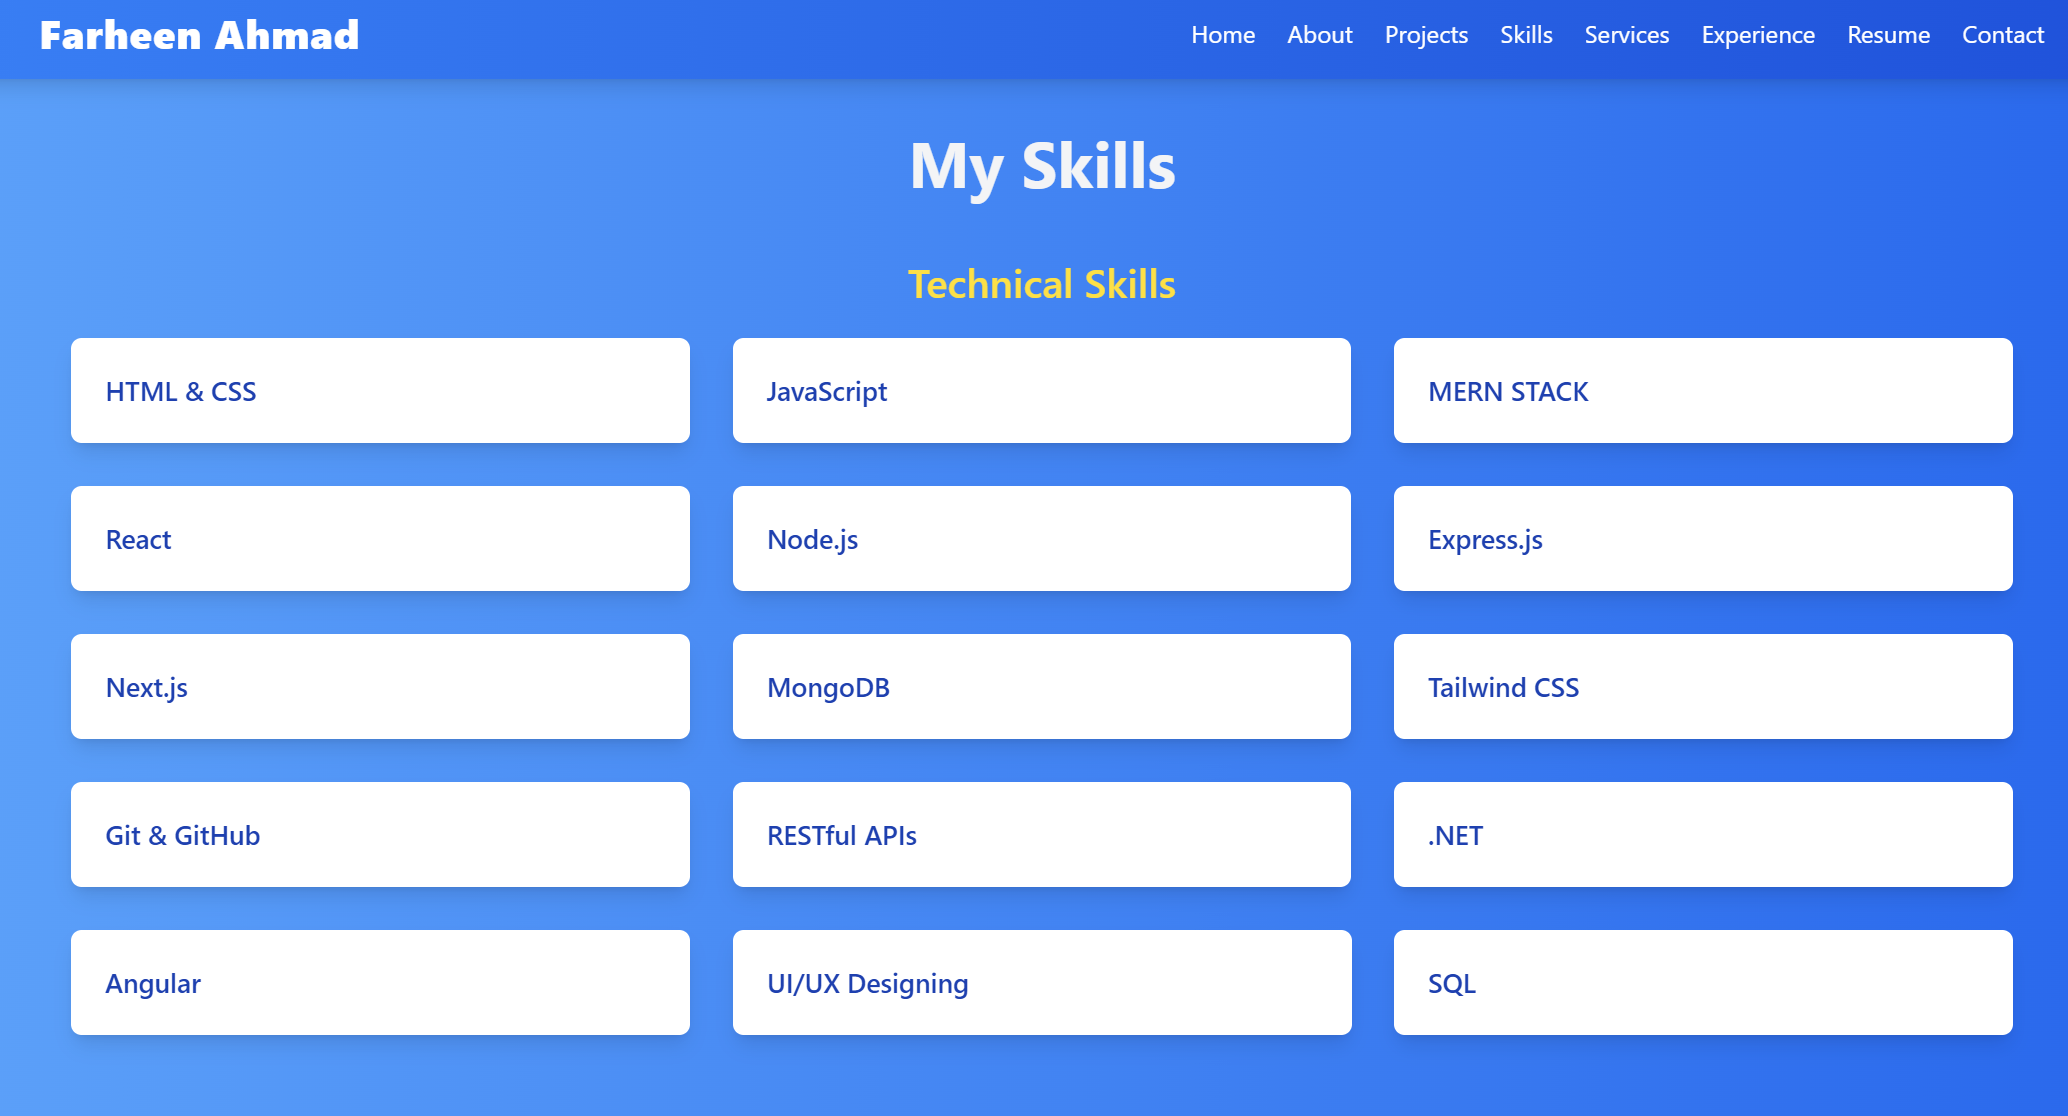 Farheen Ahmad
Home About Projects Skills Services Experience Resume Contact
My Skills
Technical Skills
HTML & CSS
JavaScript
MERN STACK
React
Node.js
Express.js
Next.js
MongoDB
Tailwind CSS
Git & GitHub
RESTful APIs
.NET
Angular
UI/UX Designing
SQL